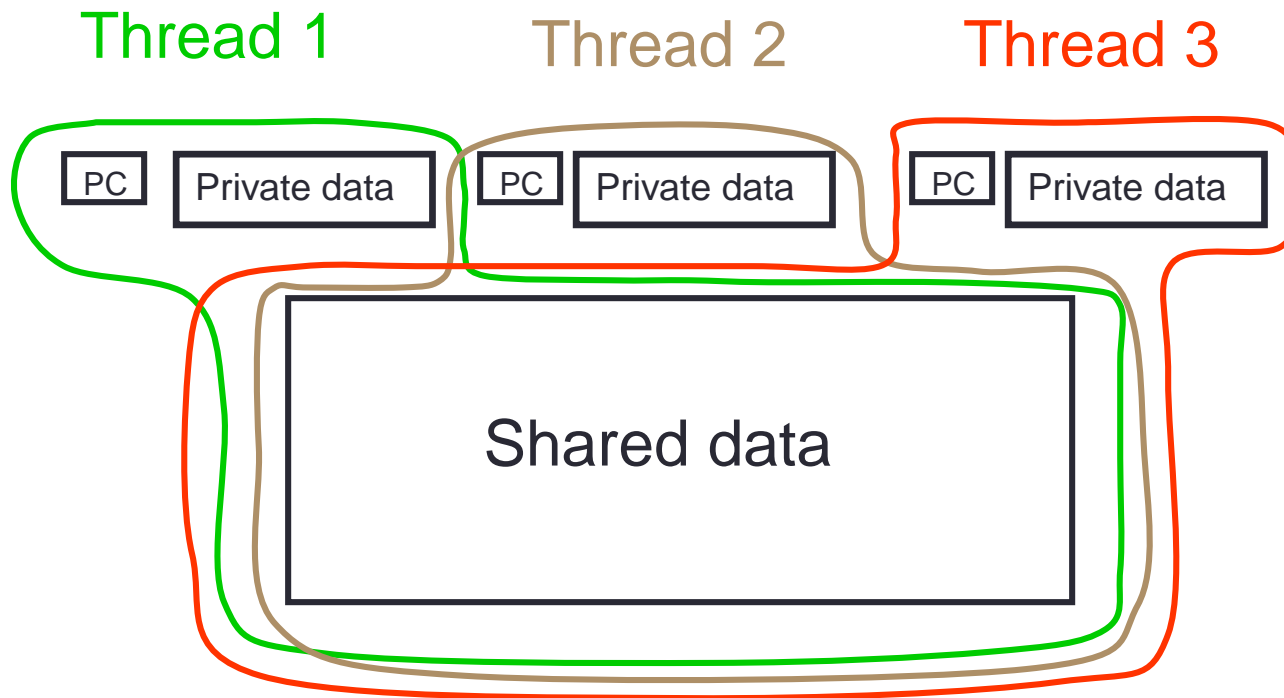 Thread 1 Thread 2 Thread 3
PC Private data PC Private data PC Private data
Shared data